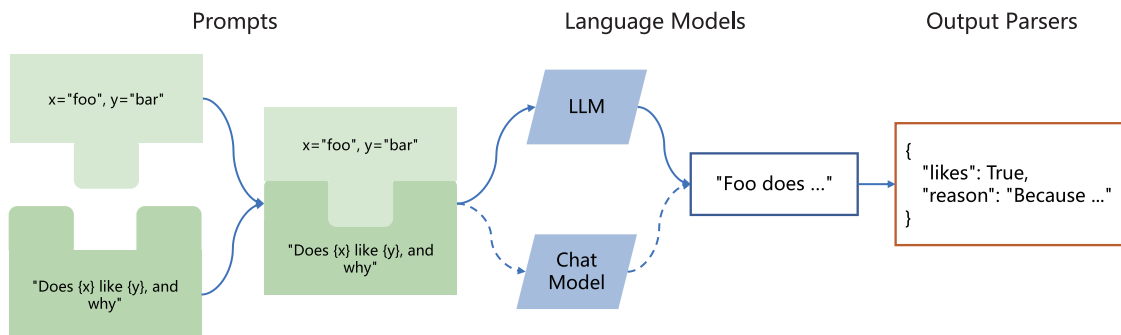 Prompts
Language Models
Output Parsers
x="foo", y="bar"
"Does {x} like {y}, and
why"
x="foo", y="bar"
"Does {x} like {y}, and
why"
LLM
Chat
Model
"Foo does ..."
{
"likes": True,
"reason": "Because ..."
}